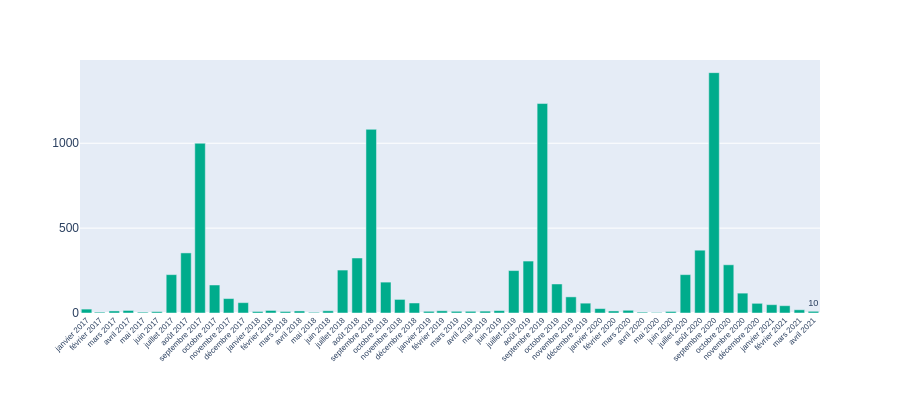 1000
500
0
10
janvier 2017
février 2017
mars 2017
avril 2017
mai 2017
juin 2017
juillet 2017
août 2017
septembre 2017
octobre 2017
novembre 2017
décembre 2017
janvier 2018
février 2018
mars 2018
avril 2018
mai 2018
juin 2018
juillet 2018
août 2018
septembre 2018
octobre 2018
novembre 2018
décembre 2018
janvier 2019
février 2019
mars 2019
avril 2019
mai 2019
juin 2019
juillet 2019
août 2019
septembre 2019
octobre 2019
novembre 2019
décembre 2019
janvier 2020
février 2020
mars 2020
avril 2020
mai 2020
juin 2020
juillet 2020
août 2020
septembre 2020
octobre 2020
novembre 2020
décembre 2020
janvier 2021
février 2021
mars 2021
avril 2021